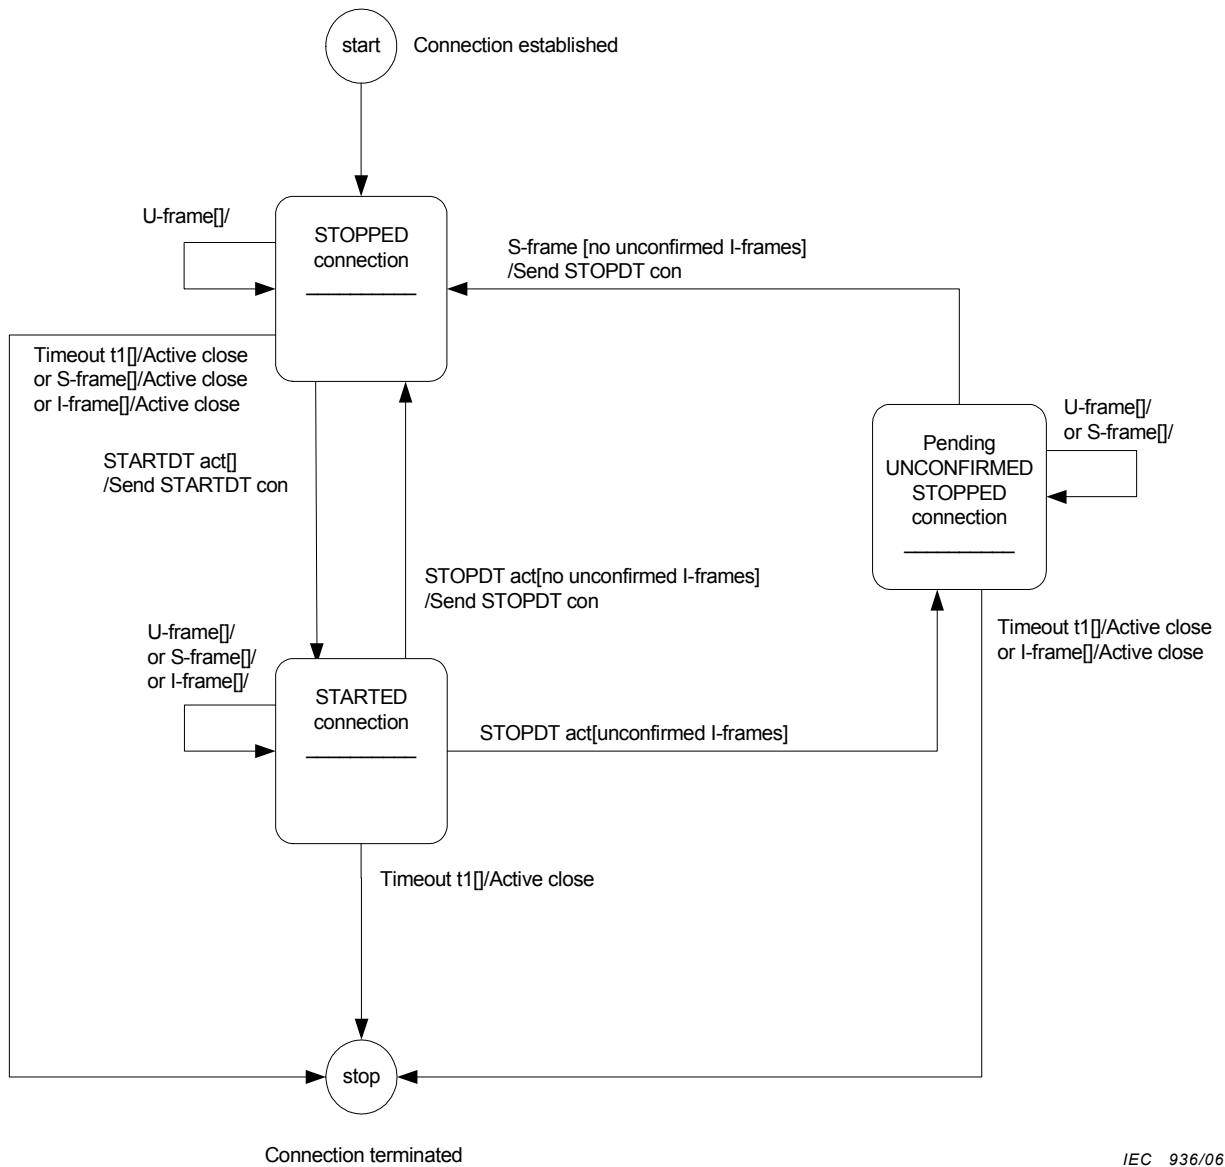 start
Connection established
U-frame[]/
STOPPED
connection
S-frame [no unconfirmed I-frames]
/Send STOPDT con
Timeout t1[]/Active close
or S-frame[]/Active close
or I-frame[]/Active close
U-frame[]/
or S-frame[]/
Pending
UNCONFIRMED
STOPPED
connection
STARTDT act[]
/Send STARTDT con
STOPDT act[no unconfirmed I-frames]
/Send STOPDT con
Timeout t1[]/Active close
or I-frame[]/Active close
U-frame[]/
or S-frame[]/
or I-frame[]/
STARTED
connection
STOPDT act[unconfirmed I-frames]
Timeout t1[]/Active close
stop
Connection terminated
IEC 936/06